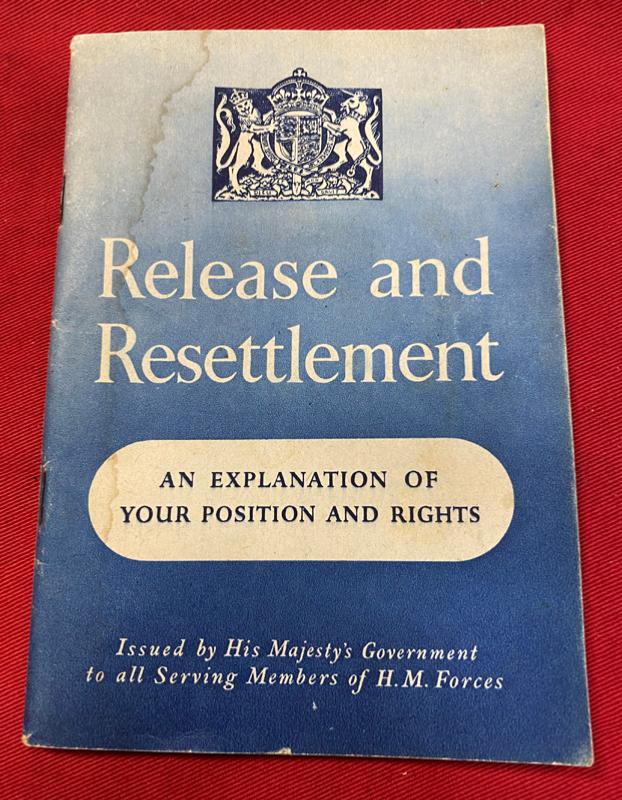 Release and
Resettlement
AN EXPLANATION OF
YOUR POSITION AND RIGHTS
Issued by His Majesty's Government
to all Serving Members of H.M. Forces